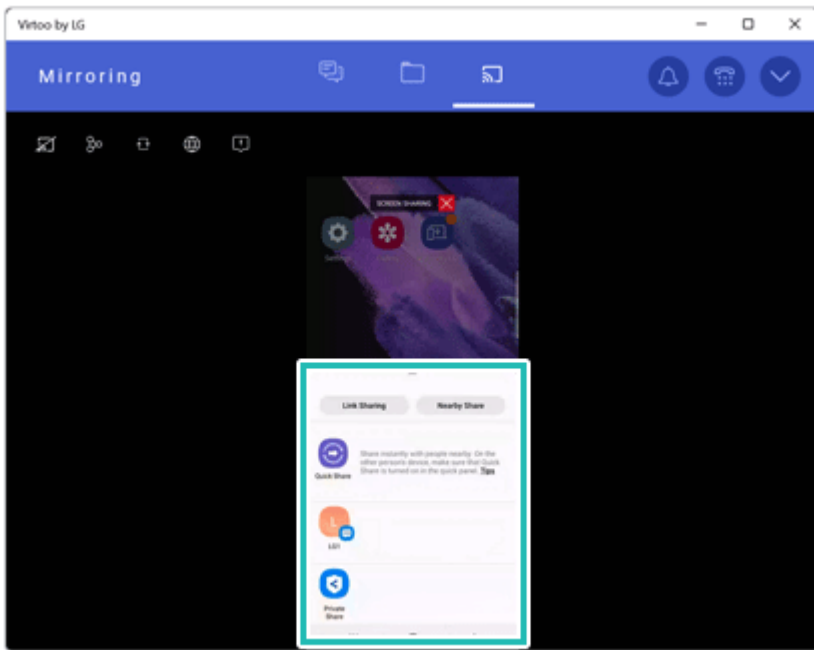 Virtoo by LG
Mirroring
SCREEN SHARING
Settings
Link Sharing
Nearby Share
Quick Share
Share instantly with people nearby. On the
other person's device, make sure that Quick
Share is turned on in the quick panel. Tips
L
LG1
Private
Share